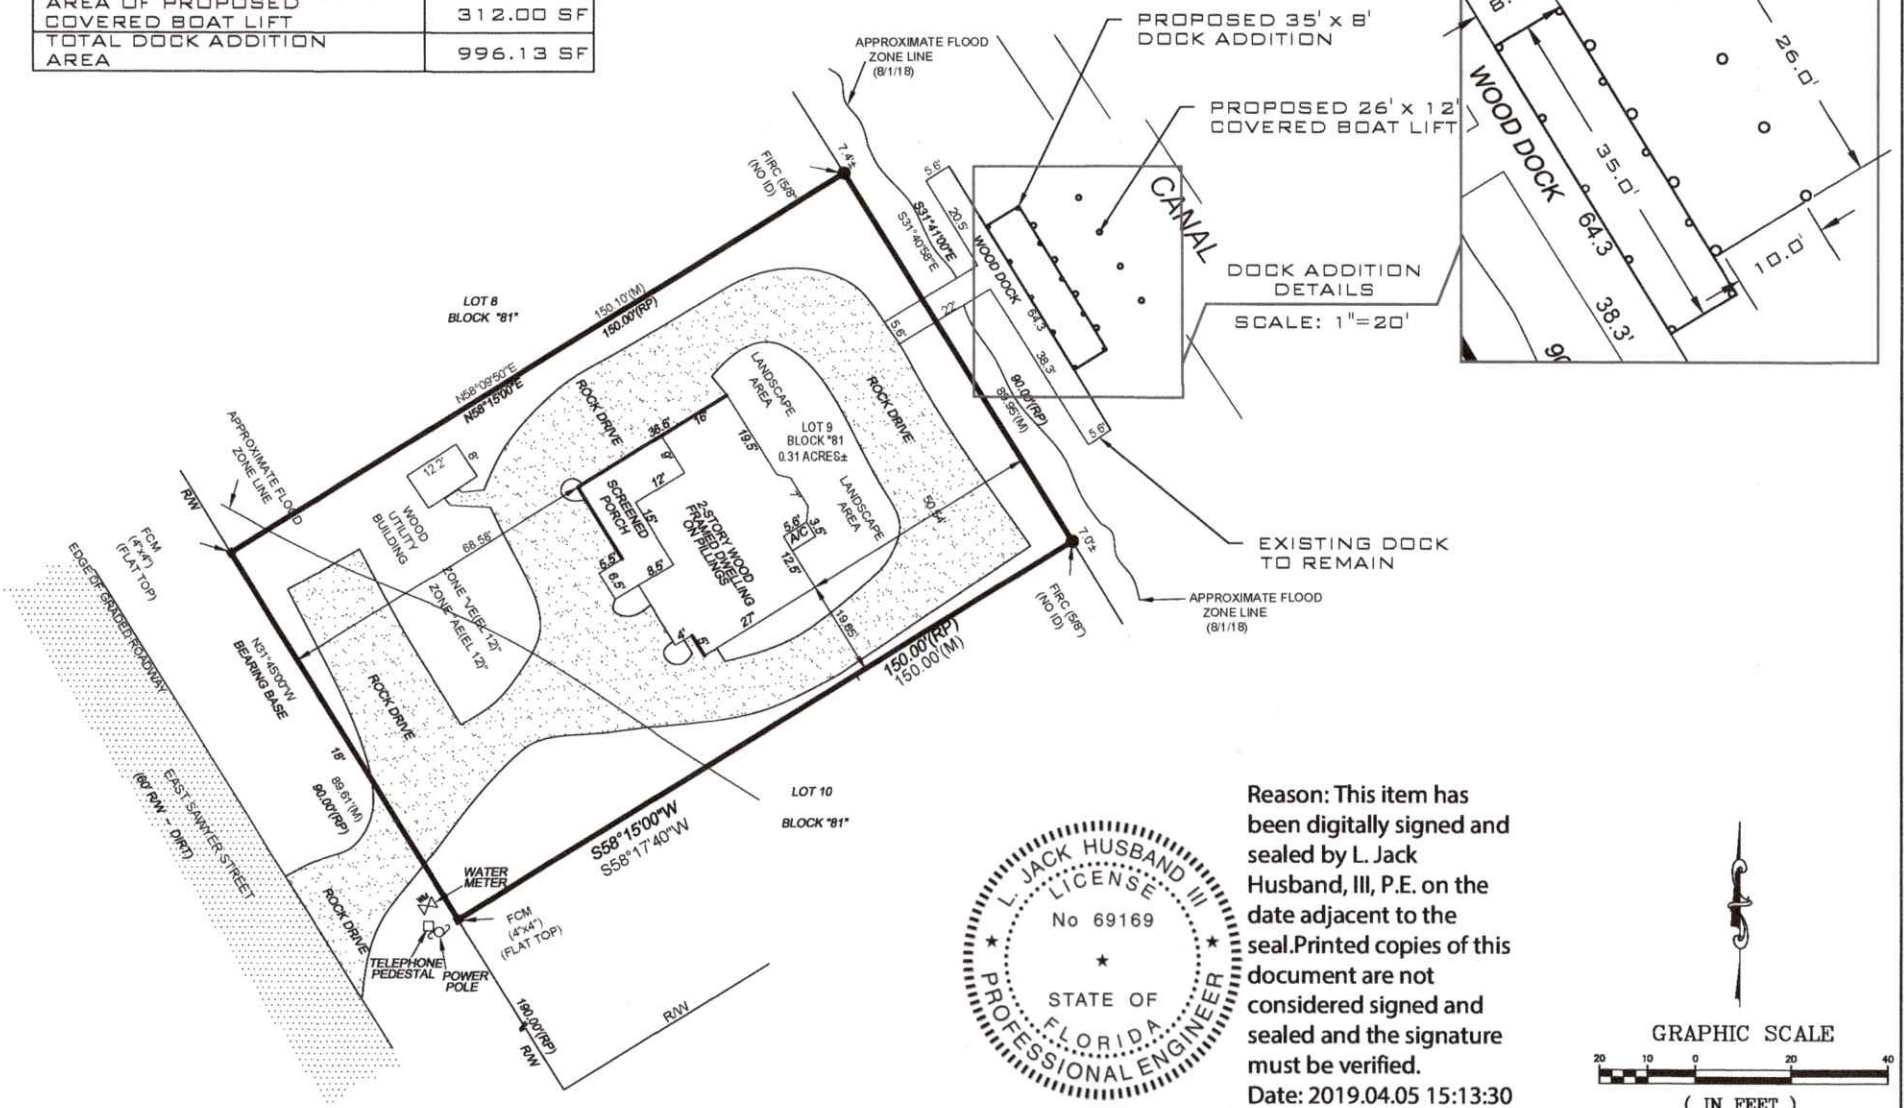 AREA OF PROPOSED
COVERED BOAT LIFT
312.00 SF
TOTAL DOCK ADDITION
AREA
996.13 SF
APPROXIMATE FLOOD
ZONE LINE
(8/1/18)
PROPOSED 35' x 8'
DOCK ADDITION
PROPOSED 26' x 12'
COVERED BOAT LIFT
WOOD DOCK
26.0'
35.0'
64.3
10.0'
38.3'
CANAL
DOCK ADDITION
DETAILS
SCALE: 1"=20'
7.4'±
FIRC (5/8"
(NO ID)
5.6'
20.5'
S31°41'00"E
S31°40'58"E
WOOD DOCK
64.3
22'
38.3'
5.6'
5.6'
90.00'(RP)
89.95'(M)
LOT 8
BLOCK "81"
150.10'(M)
150.00'(RP)
N58°09'50"E
N58°15'00"E
ROCK DRIVE
LANDSCAPE
AREA
ROCK DRIVE
LOT 9
BLOCK "81
0.31 ACRES±
LANDSCAPE
AREA
36.6'
16'
19.5'
9'
12'
15'
7'
5.6'
3.5'
A/C
12.5'
SCREENED
PORCH
2-STORY WOOD
FRAMED DWELLING
ON PILLINGS
5.5'
6.5'
8.5'
4'
5'
27'
19.65'
50.54'
68.58'
12.2'
8'
WOOD
UTILITY
BUILDING
ZONE "VE(EL 12)"
ZONE "AE(EL 12)"
APPROXIMATE FLOOD
ZONE LINE
R/W
FCM
(4"x4")
(FLAT TOP)
EDGE OF GRADED ROADWAY
N31°45'00"W
BEARING BASE
ROCK DRIVE
18'
89.61'(M)
90.00'(RP)
EAST SAWYER STREET
(60' R/W - DIRT)
ROCK DRIVE
EXISTING DOCK
TO REMAIN
7.0'±
FIRC (5/8")
(NO ID)
APPROXIMATE FLOOD
ZONE LINE
(8/1/18)
150.00'(RP)
150.00'(M)
S58°15'00"W
S58°17'40"W
LOT 10
BLOCK "81"
WATER
METER
FCM
(4"x4")
(FLAT TOP)
TELEPHONE
PEDESTAL
POWER
POLE
190.00'(RP)
R/W
R/W
L. JACK HUSBAND III
LICENSE
No 69169
STATE OF
FLORIDA
PROFESSIONAL ENGINEER
Reason: This item has
been digitally signed and
sealed by L. Jack
Husband, III, P.E. on the
date adjacent to the
seal.Printed copies of this
document are not
considered signed and
sealed and the signature
must be verified.
Date: 2019.04.05 15:13:30
GRAPHIC SCALE
20 10 0 20 40
( IN FEET )